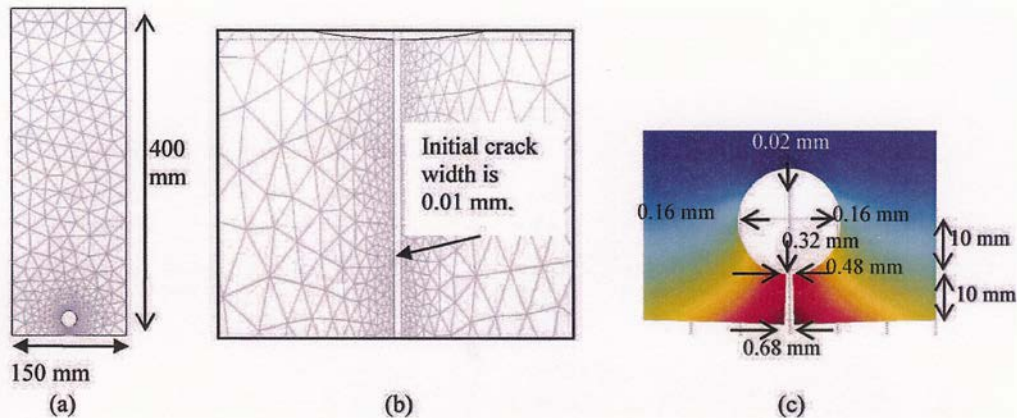 400
mm
150 mm
(a)
Initial crack
width is
0.01 mm.
(b)
0.02 mm
0.16 mm
0.16 mm
0.32 mm
0.48 mm
10 mm
10 mm
0.68 mm
(c)